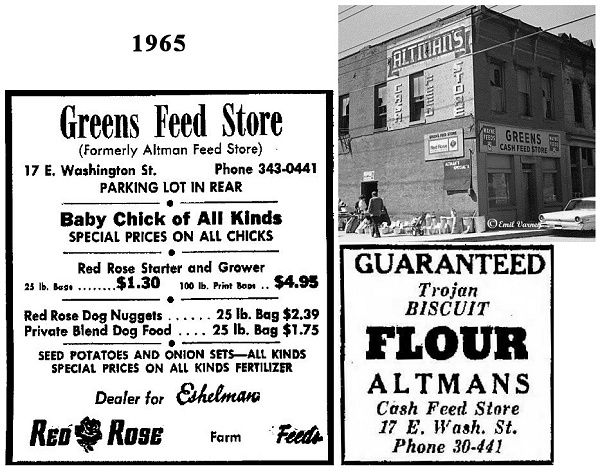 1965
Greens Feed Store
(Formerly Altman Feed Store)
17 E. Washington St. Phone 343-0441
PARKING LOT IN REAR
Baby Chick of All Kinds
SPECIAL PRICES ON ALL CHICKS
Red Rose Starter and Grower
25 lb. Bags ........$1.30 100 lb. Print Bags ..$4.95
Red Rose Dog Nuggets ...... 25 lb. Bag $2.39
Private Blend Dog Food .... 25 lb. Bag $1.75
SEED POTATOES AND ONION SETS—ALL KINDS
SPECIAL PRICES ON ALL KINDS FERTILIZER
Dealer for Eshelman
RED ROSE Farm Feeds
ALTMAN'S
CASH FEED STORE
Red Rose
ALTMAN'S
WAYNE FEEDS
GREENS
CASH FEED STORE
WAYNE FEEDS
©Emil Varney
GUARANTEED
Trojan
BISCUIT
FLOUR
ALTMANS
Cash Feed Store
17 E. Wash. St.
Phone 30-441